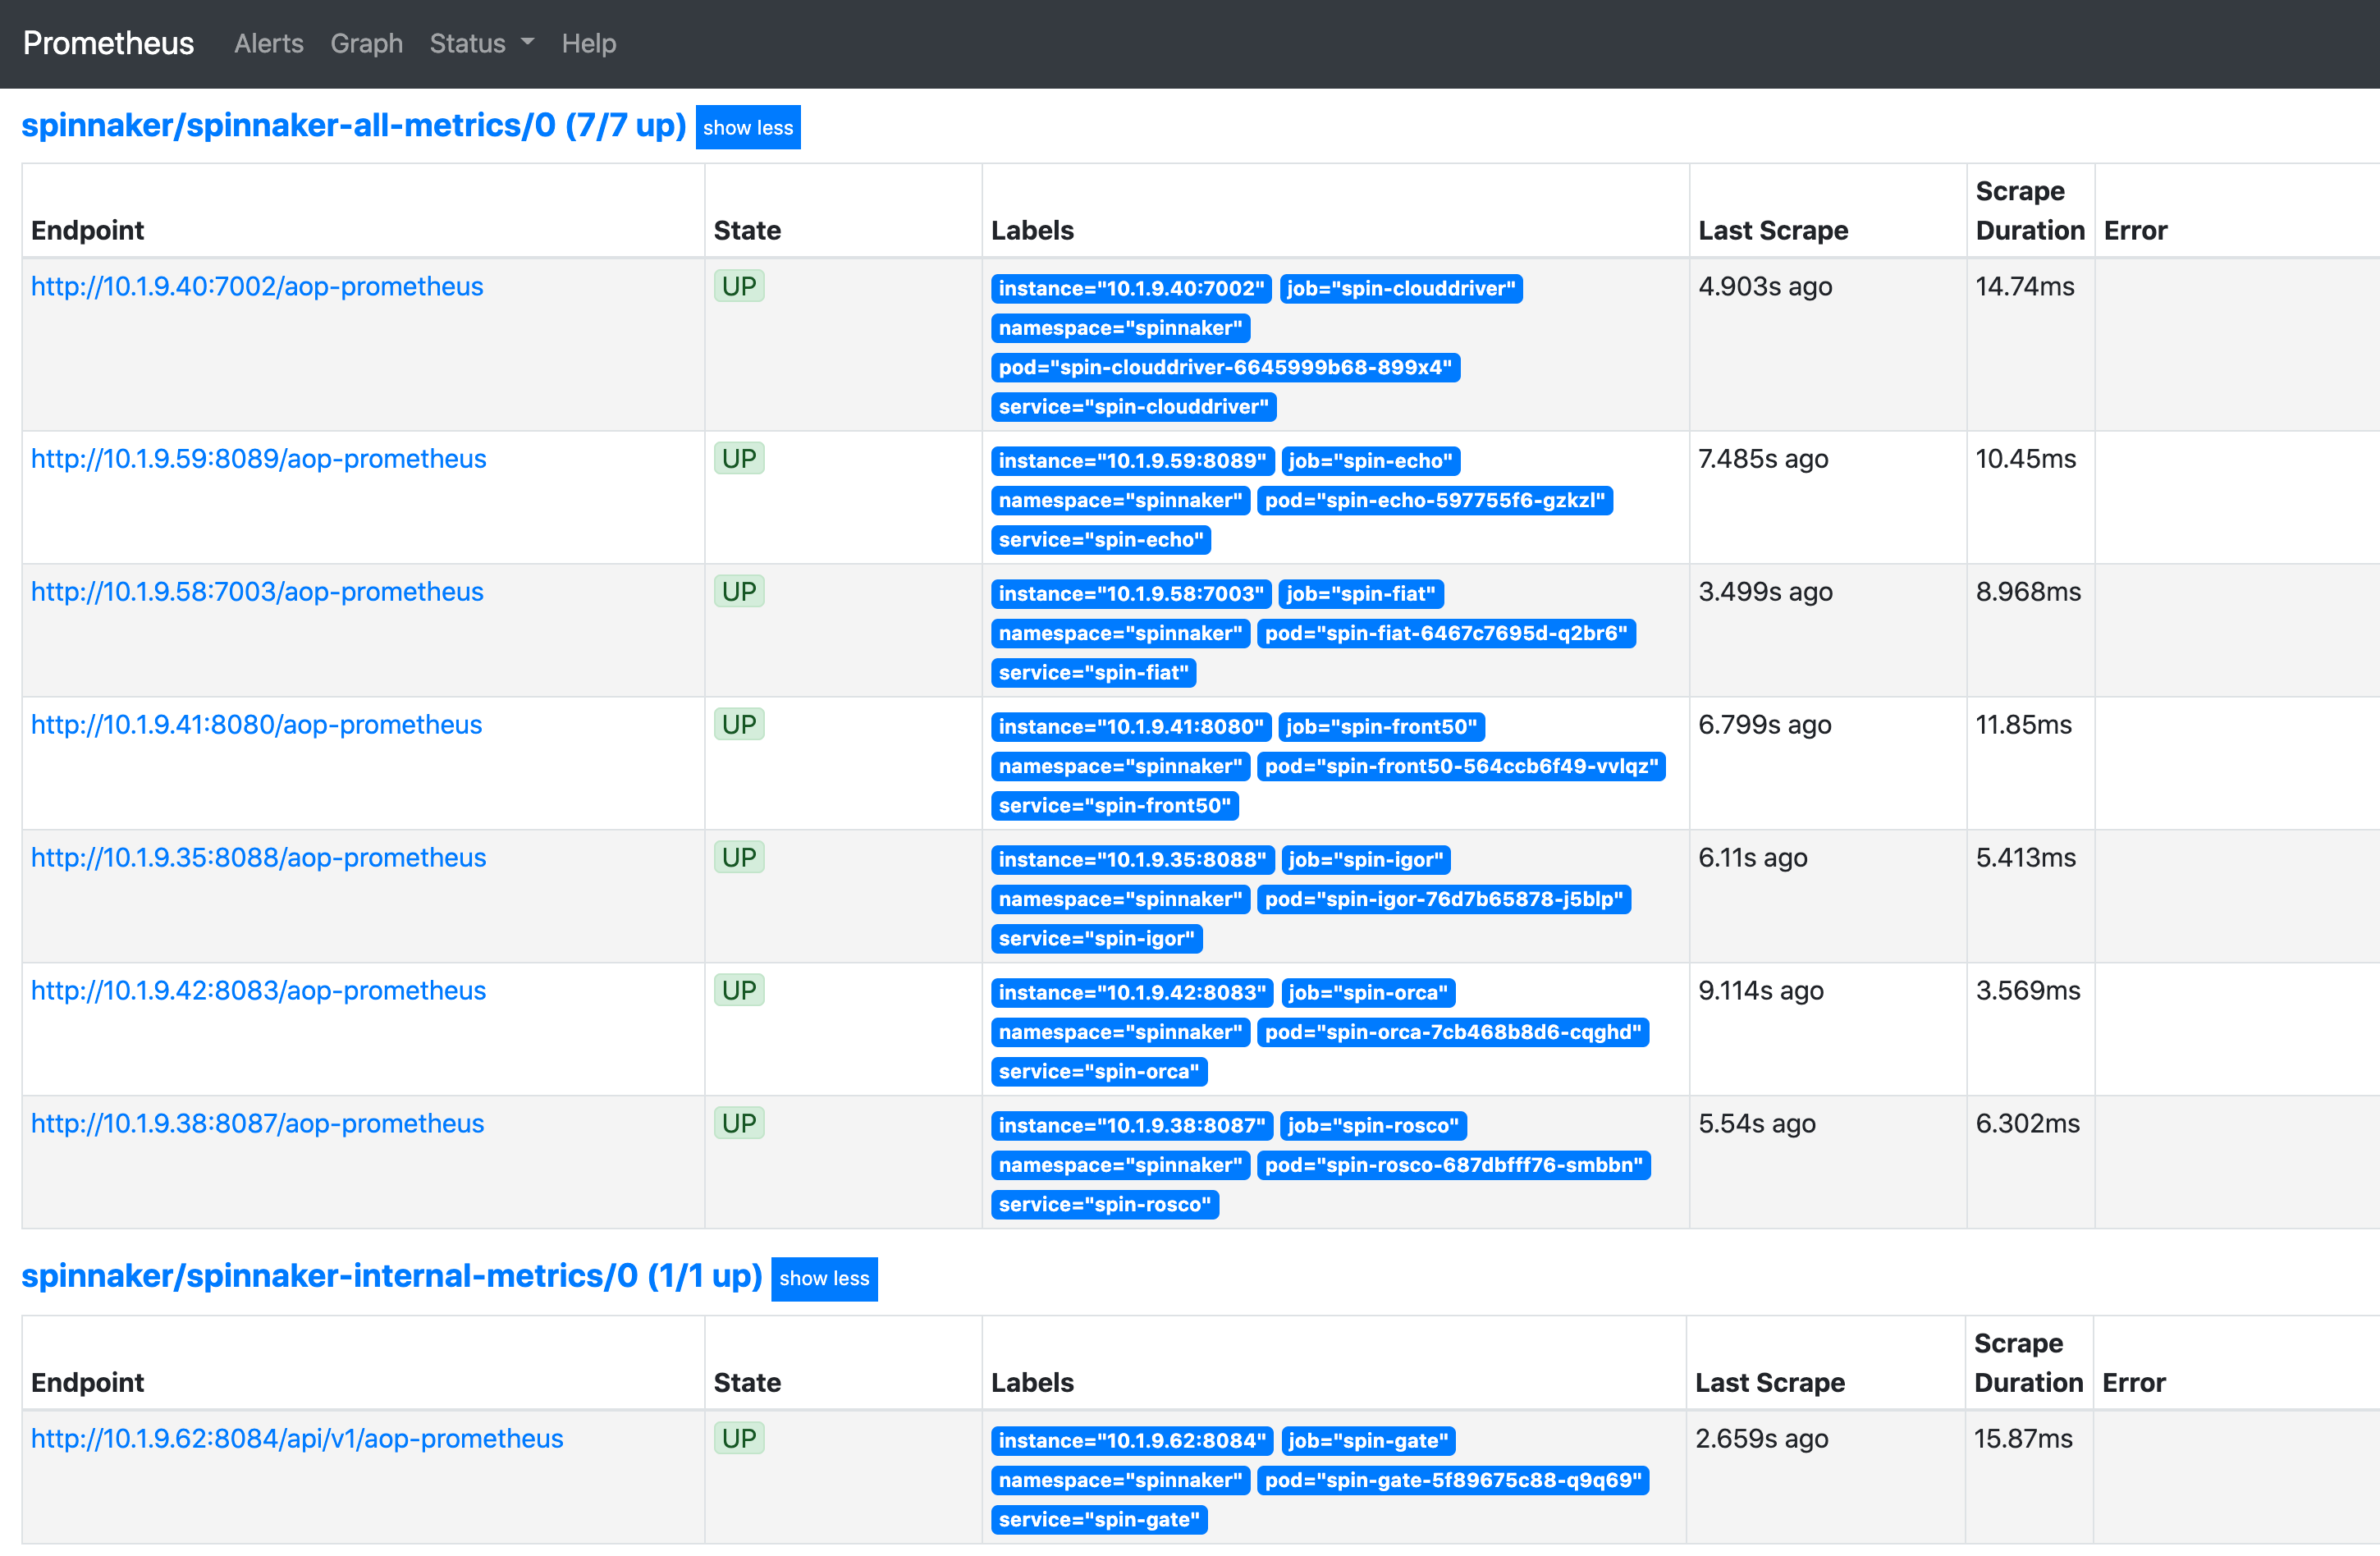 Prometheus Alerts Graph Status Help
spinnaker/spinnaker-all-metrics/0 (7/7 up) show less
Endpoint State Labels Last Scrape Scrape Duration Error
http://10.1.9.40:7002/aop-prometheus UP instance="10.1.9.40:7002" job="spin-clouddriver" 4.903s ago 14.74ms
namespace="spinnaker"
pod="spin-clouddriver-6645999b68-899x4"
service="spin-clouddriver"
http://10.1.9.59:8089/aop-prometheus UP instance="10.1.9.59:8089" job="spin-echo" 7.485s ago 10.45ms
namespace="spinnaker" pod="spin-echo-597755f6-gzkzl"
service="spin-echo"
http://10.1.9.58:7003/aop-prometheus UP instance="10.1.9.58:7003" job="spin-fiat" 3.499s ago 8.968ms
namespace="spinnaker" pod="spin-fiat-6467c7695d-q2br6"
service="spin-fiat"
http://10.1.9.41:8080/aop-prometheus UP instance="10.1.9.41:8080" job="spin-front50" 6.799s ago 11.85ms
namespace="spinnaker" pod="spin-front50-564ccb6f49-vvlqz"
service="spin-front50"
http://10.1.9.35:8088/aop-prometheus UP instance="10.1.9.35:8088" job="spin-igor" 6.11s ago 5.413ms
namespace="spinnaker" pod="spin-igor-76d7b65878-j5blp"
service="spin-igor"
http://10.1.9.42:8083/aop-prometheus UP instance="10.1.9.42:8083" job="spin-orca" 9.114s ago 3.569ms
namespace="spinnaker" pod="spin-orca-7cb468b8d6-cqghd"
service="spin-orca"
http://10.1.9.38:8087/aop-prometheus UP instance="10.1.9.38:8087" job="spin-rosco" 5.54s ago 6.302ms
namespace="spinnaker" pod="spin-rosco-687dbfff76-smbbn"
service="spin-rosco"
spinnaker/spinnaker-internal-metrics/0 (1/1 up) show less
Endpoint State Labels Last Scrape Scrape Duration Error
http://10.1.9.62:8084/api/v1/aop-prometheus UP instance="10.1.9.62:8084" job="spin-gate" 2.659s ago 15.87ms
namespace="spinnaker" pod="spin-gate-5f89675c88-q9q69"
service="spin-gate"